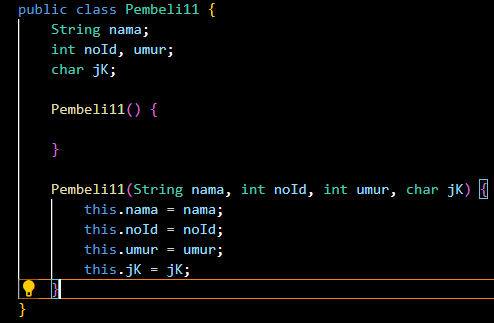 public class Pembeli11 {
    String nama;
    int noId, umur;
    char jK;

    Pembeli11() {

    }

    Pembeli11(String nama, int noId, int umur, char jK) {
        this.nama = nama;
        this.noId = noId;
        this.umur = umur;
        this.jK = jK;
    }
}